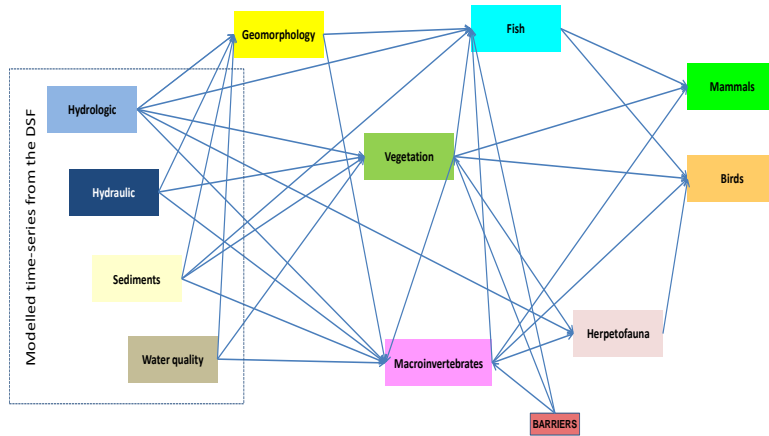 Geomorphology
Fish
Mammals
Hydrologic
Vegetation
Birds
Hydraulic
Sediments
Herpetofauna
Water quality
Macroinvertebrates
BARRIERS
Modelled time-series from the DSF